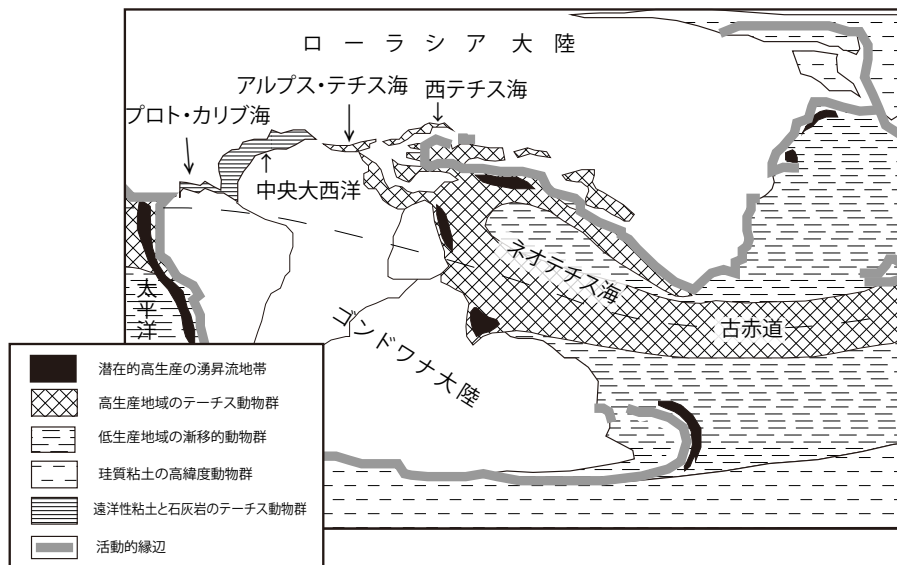 ローラシア大陸
アルプス・テチス海
西テチス海
プロト・カリブ海
中央大西洋
ネオテチス海
太平洋
ゴンドワナ大陸
古赤道
潜在的高生産の湧昇流地帯
高生産地域のテーチス動物群
低生産地域の漸移的動物群
珪質粘土の高緯度動物群
遠洋性粘土と石灰岩のテーチス動物群
活動的縁辺